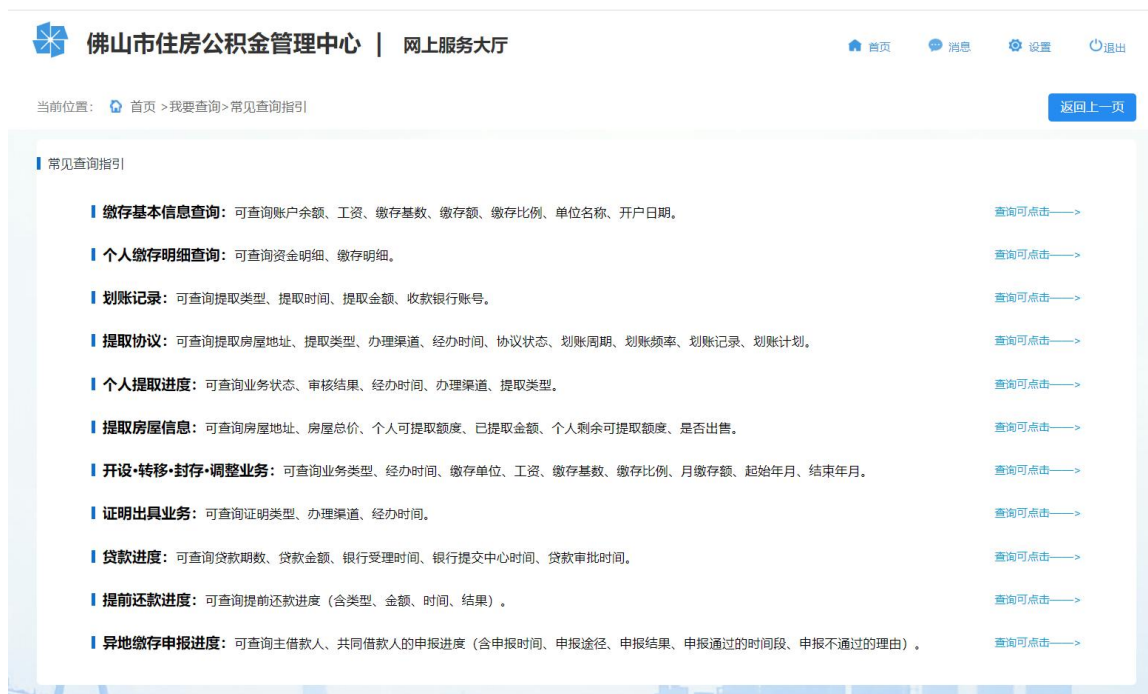 佛山市住房公积金管理中心 | 网上服务大厅 首页 消息 设置 退出
当前位置： 首页 >我要查询>常见查询指引 返回上一页
常见查询指引
缴存基本信息查询：可查询账户余额、工资、缴存基数、缴存额、缴存比例、单位名称、开户日期。 查询可点击——>
个人缴存明细查询：可查询资金明细、缴存明细。 查询可点击——>
划账记录：可查询提取类型、提取时间、提取金额、收款银行账号。 查询可点击——>
提取协议：可查询提取房屋地址、提取类型、办理渠道、经办时间、协议状态、划账周期、划账频率、划账记录、划账计划。 查询可点击——>
个人提取进度：可查询业务状态、审核结果、经办时间、办理渠道、提取类型。 查询可点击——>
提取房屋信息：可查询房屋地址、房屋总价、个人可提取额度、已提取金额、个人剩余可提取额度、是否出售。 查询可点击——>
开设•转移•封存•调整业务：可查询业务类型、经办时间、缴存单位、工资、缴存基数、缴存比例、月缴存额、起始年月、结束年月。 查询可点击——>
证明出具业务：可查询证明类型、办理渠道、经办时间。 查询可点击——>
贷款进度：可查询贷款期数、贷款金额、银行受理时间、银行提交中心时间、贷款审批时间。 查询可点击——>
提前还款进度：可查询提前还款进度（含类型、金额、时间、结果）。 查询可点击——>
异地缴存申报进度：可查询主借款人、共同借款人的申报进度（含申报时间、申报途径、申报结果、申报通过的时间段、申报不通过的理由）。 查询可点击——>